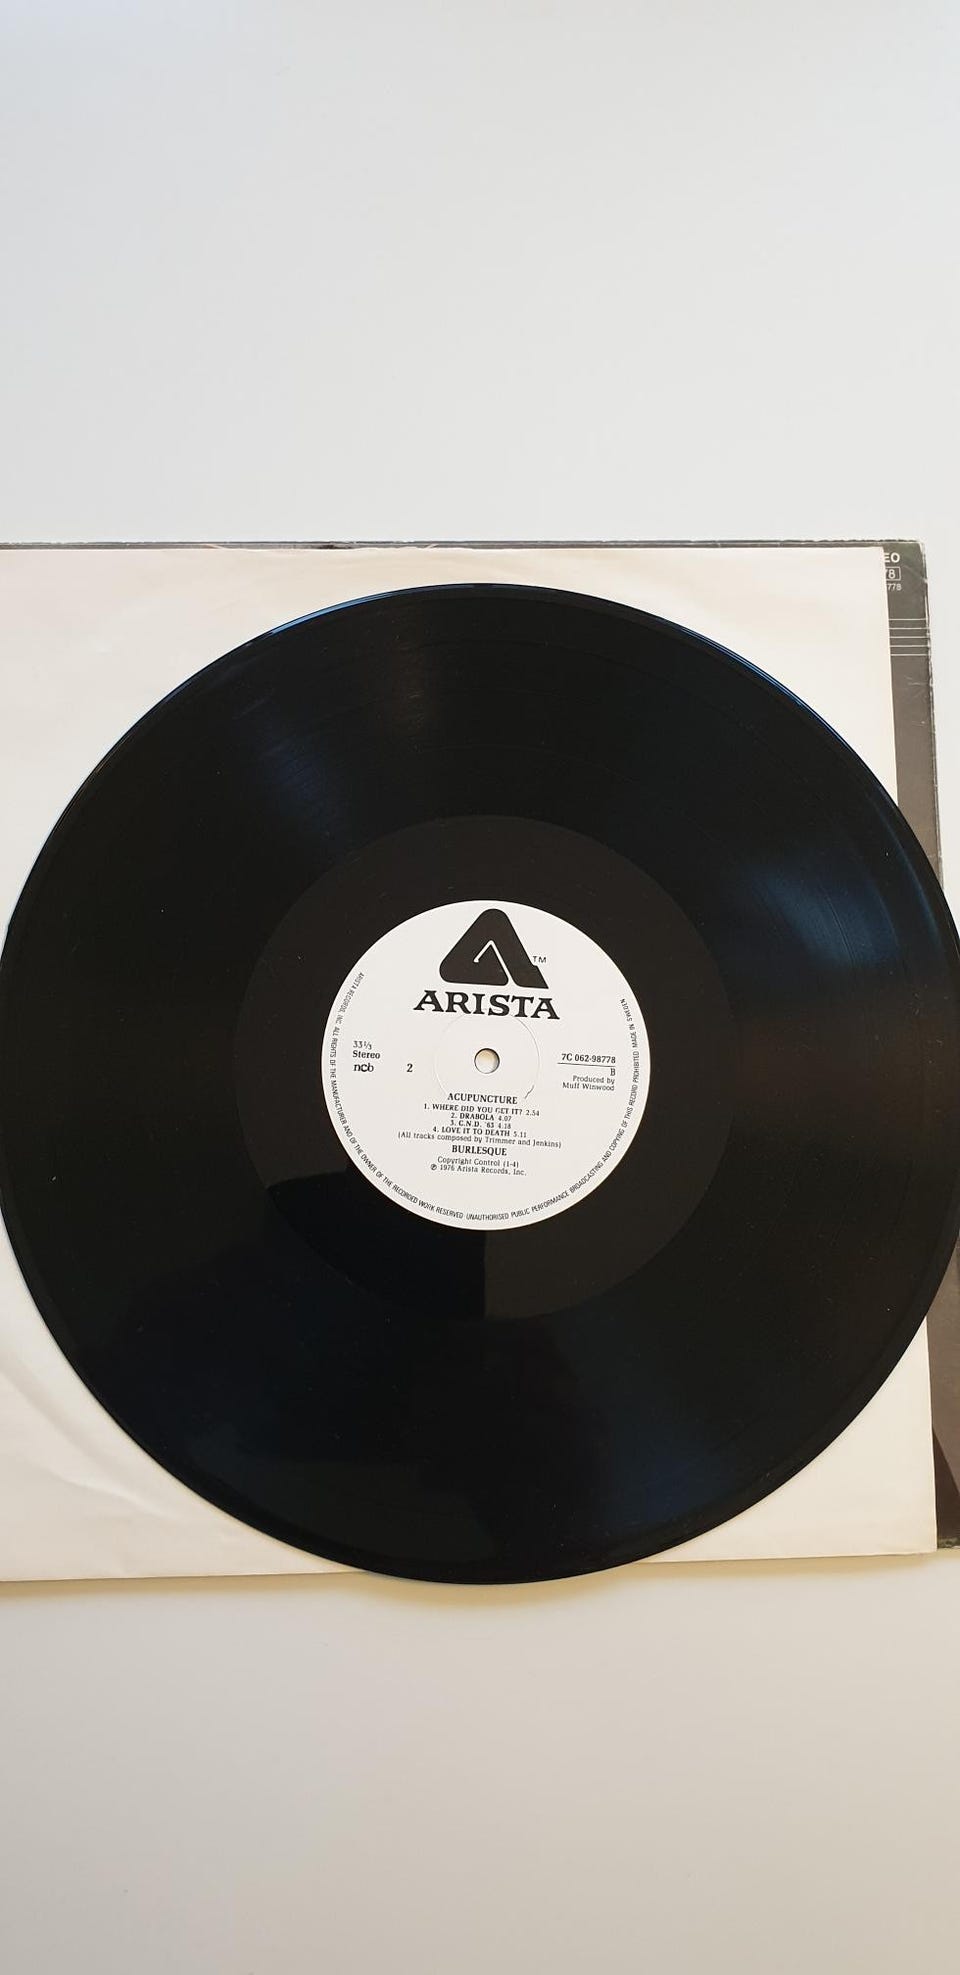 EO
78
778
TM
ARISTA
33⅓
Stereo
ncb
2
7C 062-98778
B
Produced by
Muff Winwood
ACUPUNCTURE
1. WHERE DID YOU GET IT? 2.54
2. DRABOLA 4.07
3. C.N.D. '63 4.18
4. LOVE IT TO DEATH 5.11
(All tracks composed by Trimmer and Jenkins)
BURLESQUE
Copyright Control (1-4)
℗ 1976 Arista Records, Inc.
ARISTA RECORDS, INC. ALL RIGHTS OF THE MANUFACTURER AND OF THE OWNER OF THE RECORDED WORK RESERVED · UNAUTHORISED PUBLIC PERFORMANCE BROADCASTING AND COPYING OF THIS RECORD PROHIBITED MADE IN SWEDEN